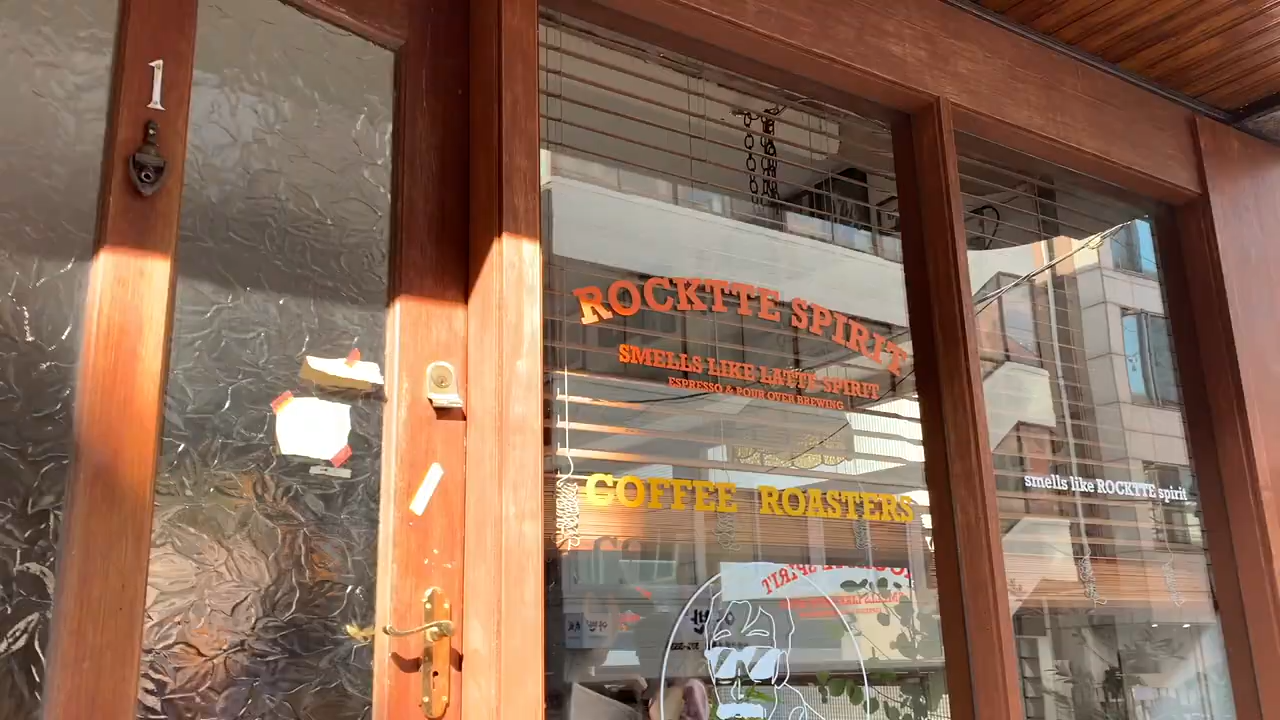 1
ROCKTTE SPIRIT
SMELLS LIKE LATTE SPIRIT
ESPRESSO & POUR OVER BREWING
COFFEE ROASTERS
smells like ROCKTTE spirit